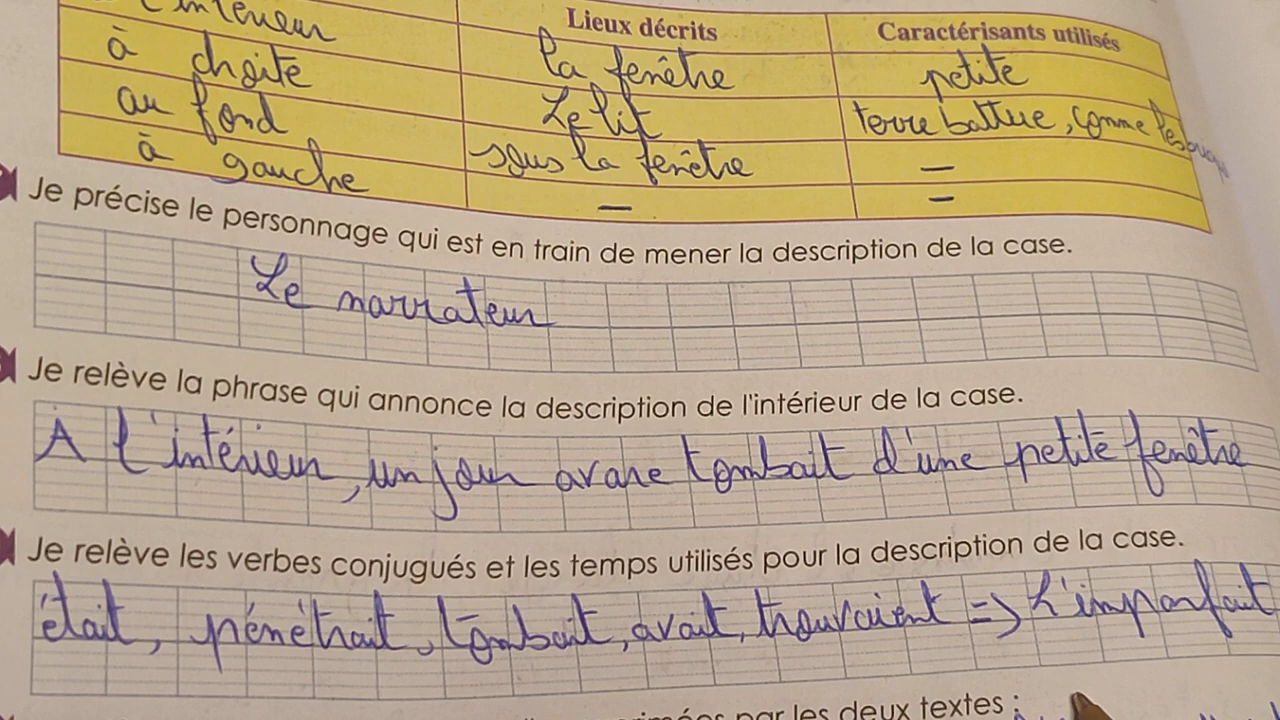 l'intérieur Lieux décrits Caractérisants utilisés
à droite la fenêtre petite
au fond Le lit terre battue, comme les
à gauche sous la fenêtre —
— —
Je précise le personnage qui est en train de mener la description de la case.
Le narrateur
Je relève la phrase qui annonce la description de l'intérieur de la case.
A l'intérieur, un jour avare tombait d'une petite fenêtre
Je relève les verbes conjugués et les temps utilisés pour la description de la case.
était, pénétrait, tombait, avait, trouvaient => L'imparfait
par les deux textes :